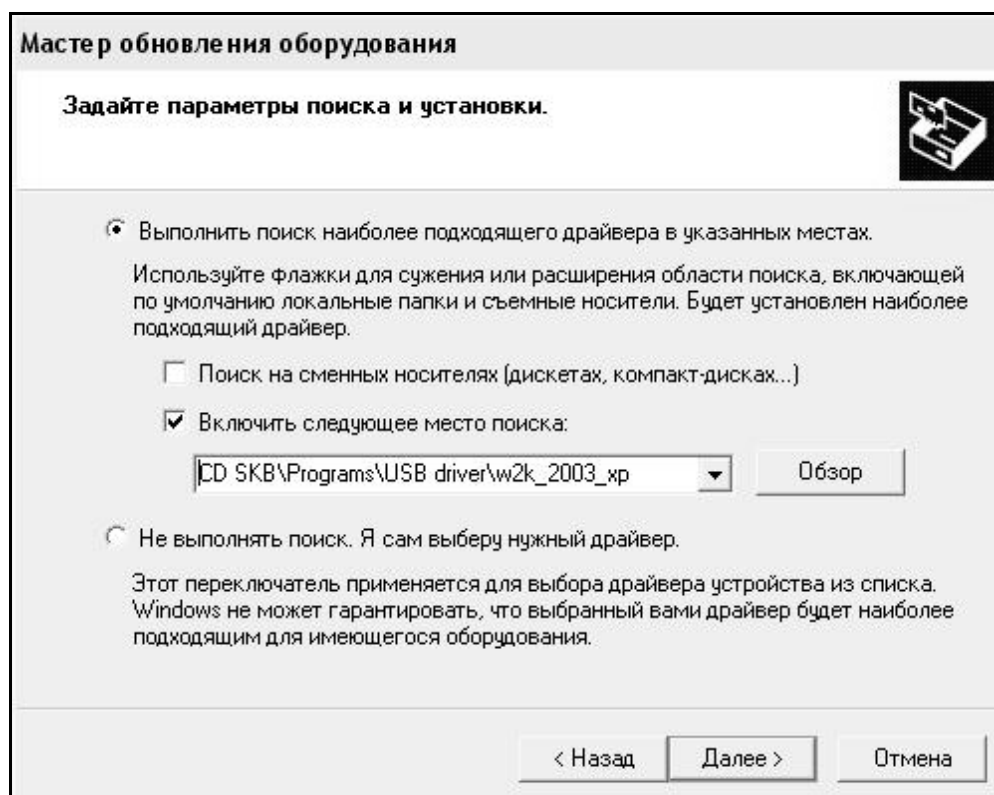 Мастер обновления оборудования
Задайте параметры поиска и установки.
Выполнить поиск наиболее подходящего драйвера в указанных местах.
Используйте флажки для сужения или расширения области поиска, включающей
по умолчанию локальные папки и съемные носители. Будет установлен наиболее
подходящий драйвер.
Поиск на сменных носителях (дискетах, компакт-дисках...)
Включить следующее место поиска:
CD SKB\Programs\USB driver\w2k_2003_xp
Обзор
Не выполнять поиск. Я сам выберу нужный драйвер.
Этот переключатель применяется для выбора драйвера устройства из списка.
Windows не может гарантировать, что выбранный вами драйвер будет наиболее
подходящим для имеющегося оборудования.
< Назад
Далее >
Отмена